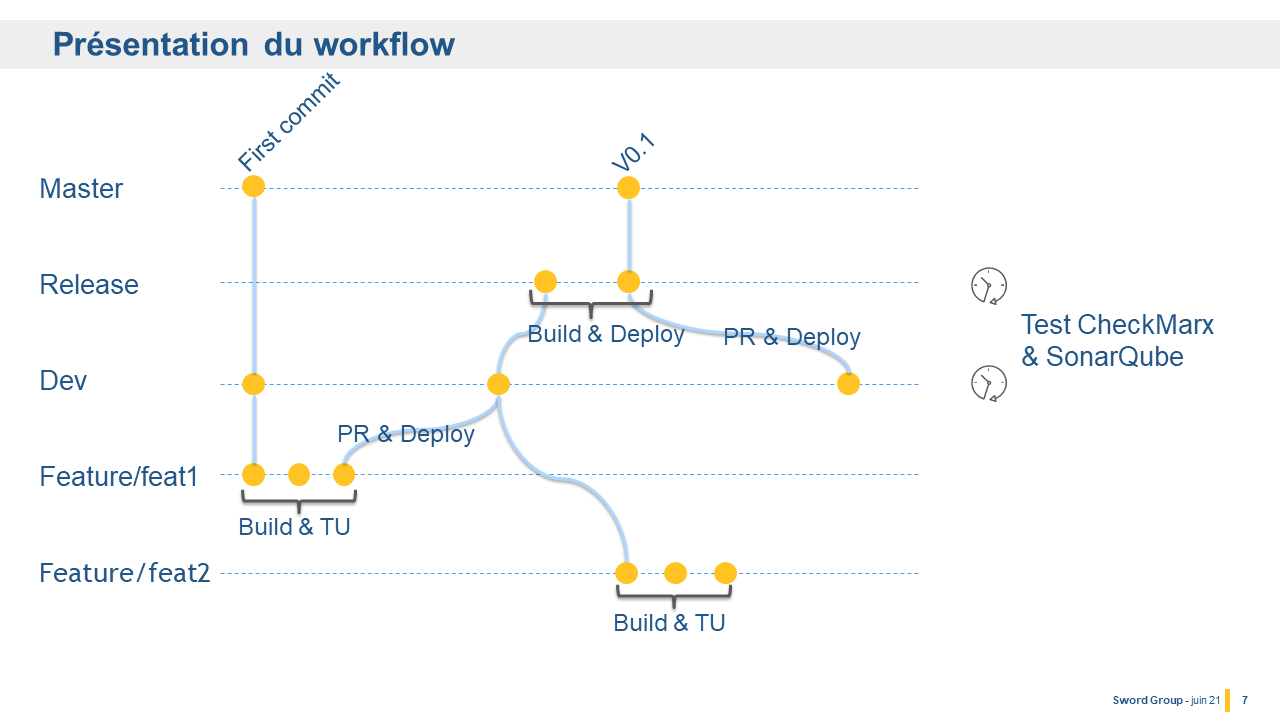 Présentation du workflow
First commit
V0.1
Master
Release
Build & Deploy
PR & Deploy
Test CheckMarx
& SonarQube
Dev
PR & Deploy
Feature/feat1
Build & TU
Feature/feat2
Build & TU
Sword Group - juin 21
7